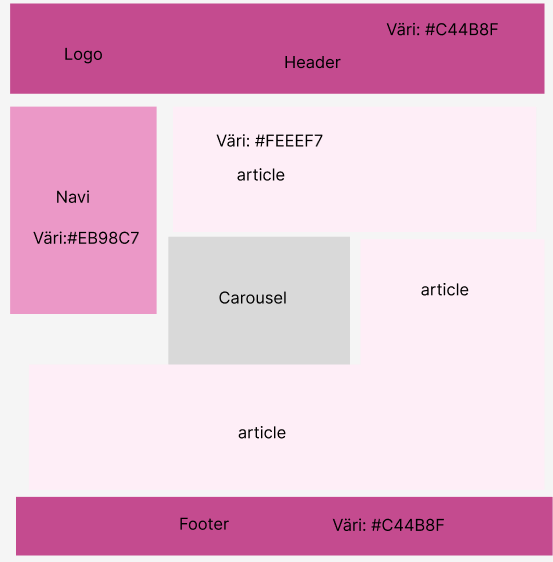 Väri: #C44B8F
Logo
Header
Väri: #FEEEF7
article
Navi
Väri:#EB98C7
Carousel
article
article
Footer
Väri: #C44B8F